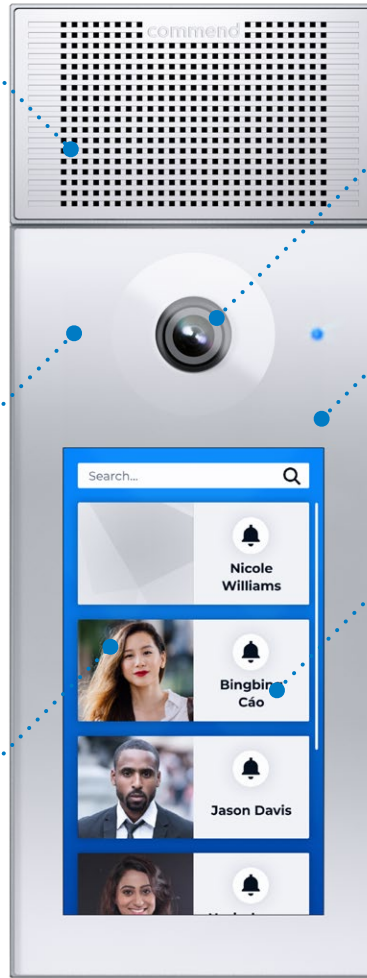 commend
Search...
Nicole
Williams
Bingbing
Cáo
Jason Davis